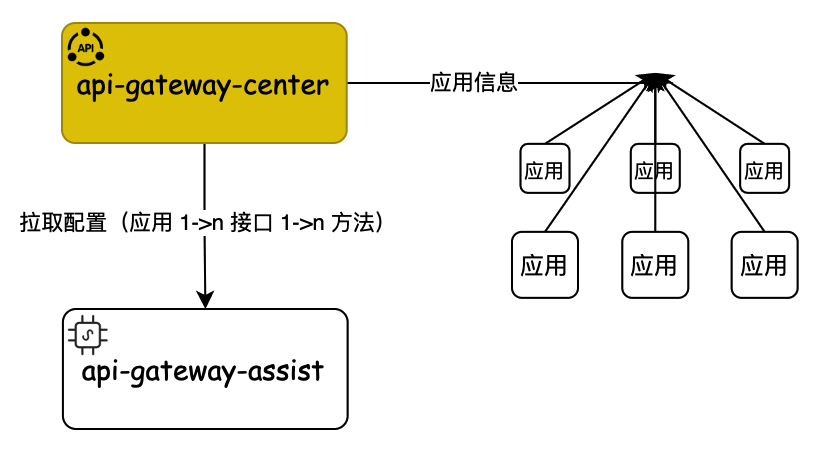 API
api-gateway-center
应用信息
应用
应用
应用
拉取配置（应用 1->n 接口 1->n 方法）
应用
应用
应用
api-gateway-assist